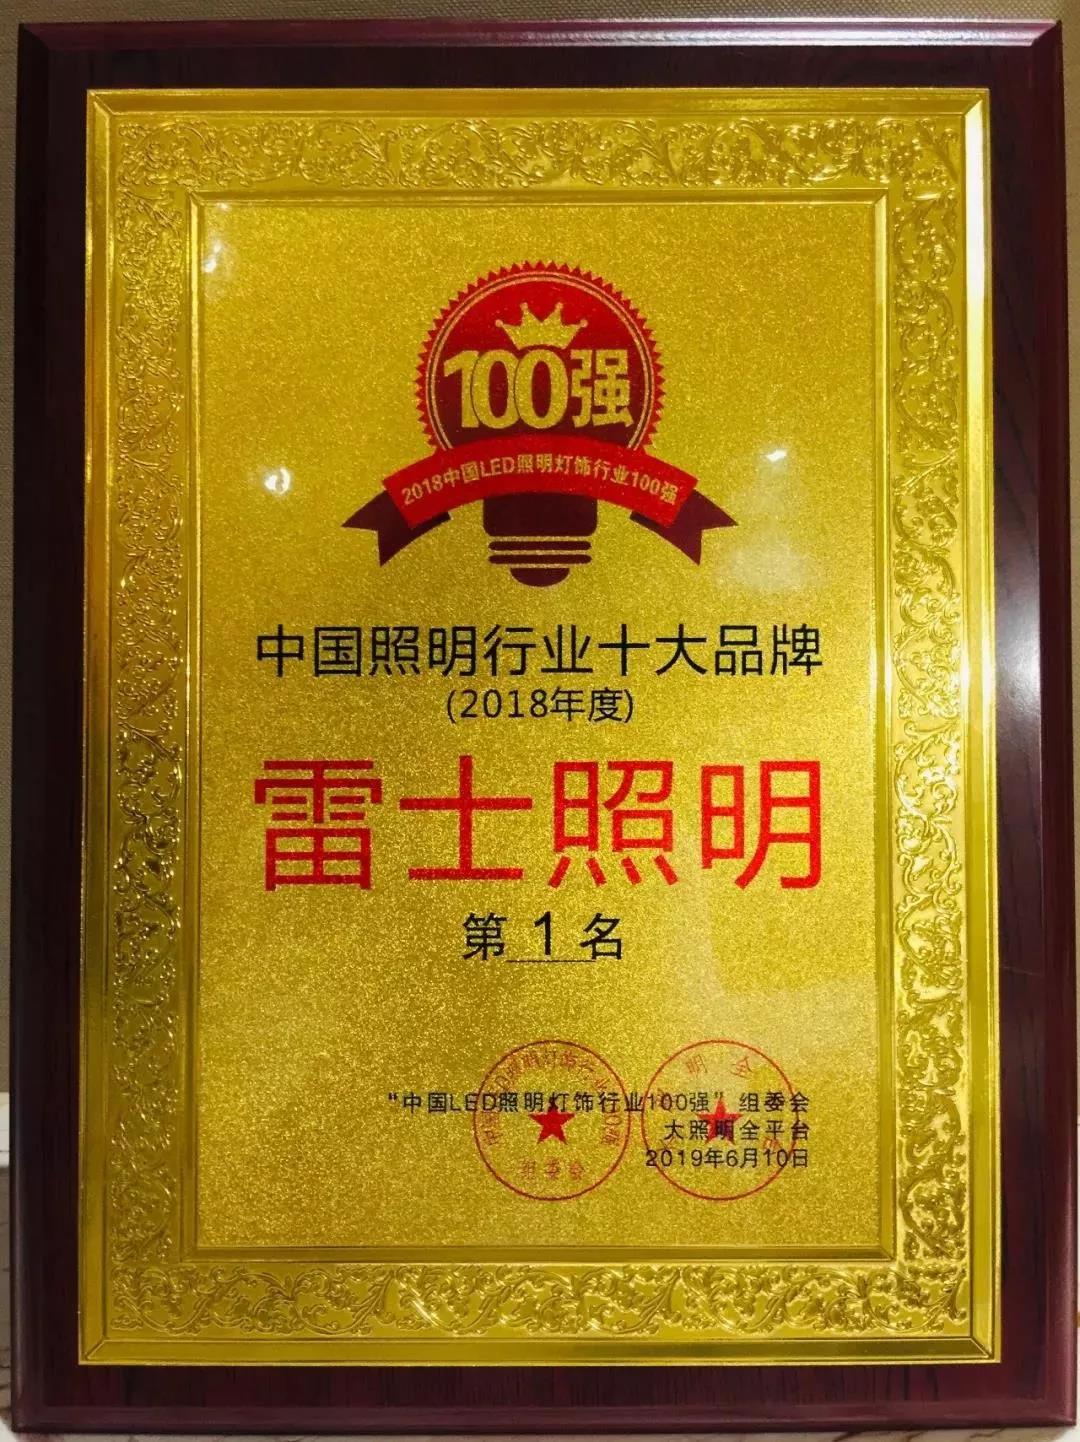 100强
2018中国LED照明灯饰行业100强
中国照明行业十大品牌
(2018年度)
雷士照明
第 1 名
“中国LED照明灯饰行业100强”组委会
大照明全平台
2019年6月10日